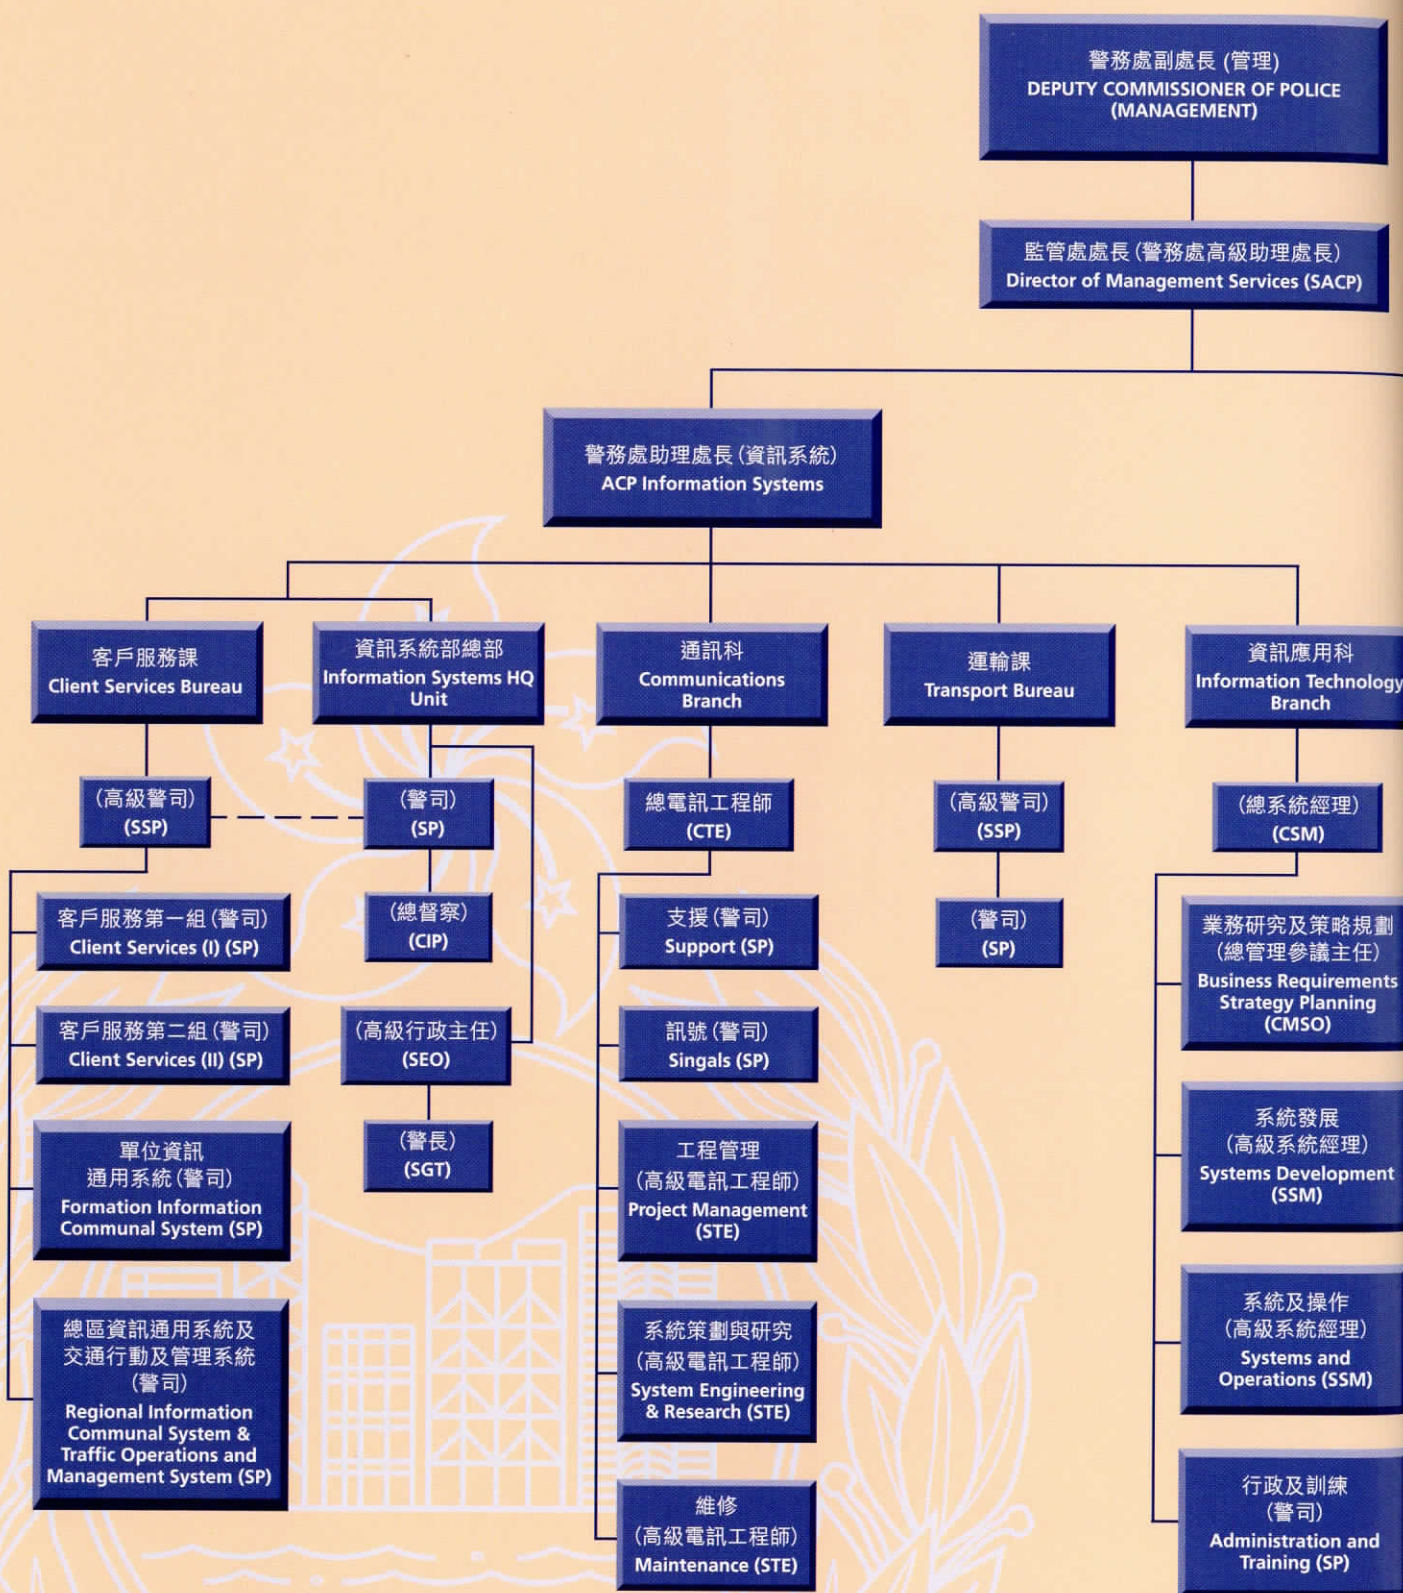 警務處副處長 (管理)
DEPUTY COMMISSIONER OF POLICE
(MANAGEMENT)
監管處處長 (警務處高級助理處長)
Director of Management Services (SACP)
警務處助理處長 (資訊系統)
ACP Information Systems
客戶服務課
Client Services Bureau
資訊系統部總部
Information Systems HQ
Unit
通訊科
Communications
Branch
運輸課
Transport Bureau
資訊應用科
Information Technology
Branch
(高級警司)
(SSP)
(警司)
(SP)
總電訊工程師
(CTE)
(高級警司)
(SSP)
(總系統經理)
(CSM)
客戶服務第一組 (警司)
Client Services (I) (SP)
客戶服務第二組 (警司)
Client Services (II) (SP)
單位資訊
通用系統 (警司)
Formation Information
Communal System (SP)
總區資訊通用系統及
交通行動及管理系統
(警司)
Regional Information
Communal System &
Traffic Operations and
Management System (SP)
(總督察)
(CIP)
(高級行政主任)
(SEO)
(警長)
(SGT)
支援 (警司)
Support (SP)
訊號 (警司)
Singals (SP)
工程管理
(高級電訊工程師)
Project Management
(STE)
系統策劃與研究
(高級電訊工程師)
System Engineering
& Research (STE)
維修
(高級電訊工程師)
Maintenance (STE)
(警司)
(SP)
業務研究及策略規劃
(總管理參議主任)
Business Requirements
Strategy Planning
(CMSO)
系統發展
(高級系統經理)
Systems Development
(SSM)
系統及操作
(高級系統經理)
Systems and
Operations (SSM)
行政及訓練
(警司)
Administration and
Training (SP)